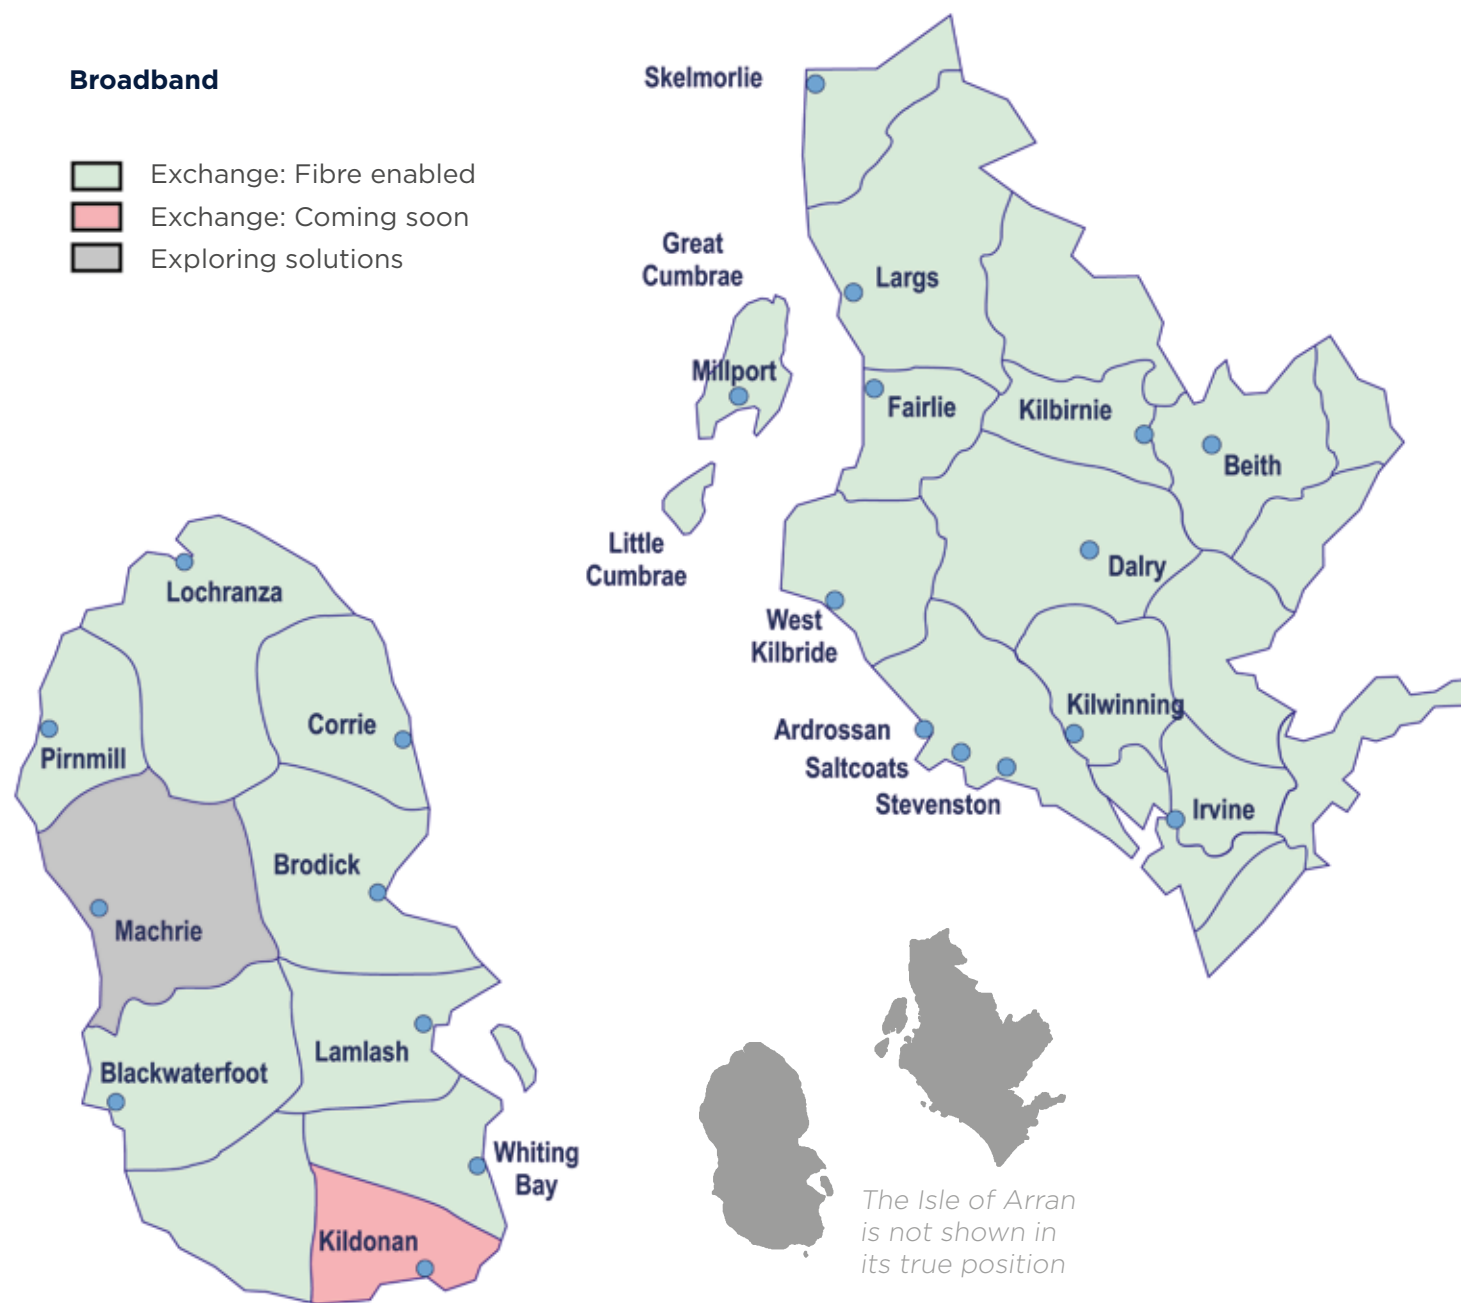 Broadband
Exchange: Fibre enabled
Exchange: Coming soon
Exploring solutions
Skelmorlie
Great
Cumbrae
Largs
Millport
Fairlie
Kilbirnie
Beith
Little
Cumbrae
Dalry
West
Kilbride
Kilwinning
Ardrossan
Saltcoats
Stevenston
Irvine
Lochranza
Corrie
Pirnmill
Brodick
Machrie
Lamlash
Blackwaterfoot
Whiting
Bay
Kildonan
The Isle of Arran
is not shown in
its true position